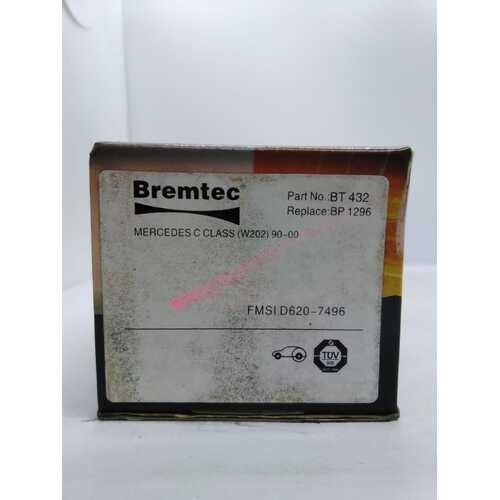 Bremtec
Part No.:BT 432
Replace:BP 1296
MERCEDES C CLASS (W202) 90-00
FMSI D620-7496
TÜV